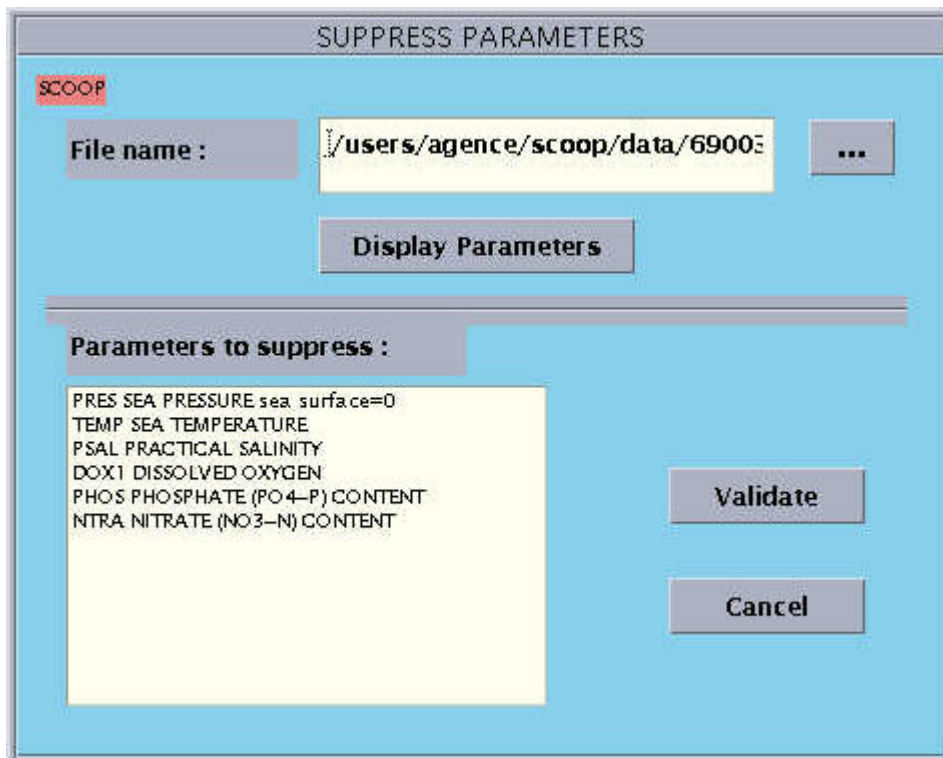 SUPPRESS PARAMETERS
SCOOP
File name :
/users/agence/scoop/data/69003
...
Display Parameters
Parameters to suppress :
PRES SEA PRESSURE sea surface=0
TEMP SEA TEMPERATURE
PSAL PRACTICAL SALINITY
DOX1 DISSOLVED OXYGEN
PHOS PHOSPHATE (PO4-P) CONTENT
NTRA NITRATE (NO3-N) CONTENT
Validate
Cancel